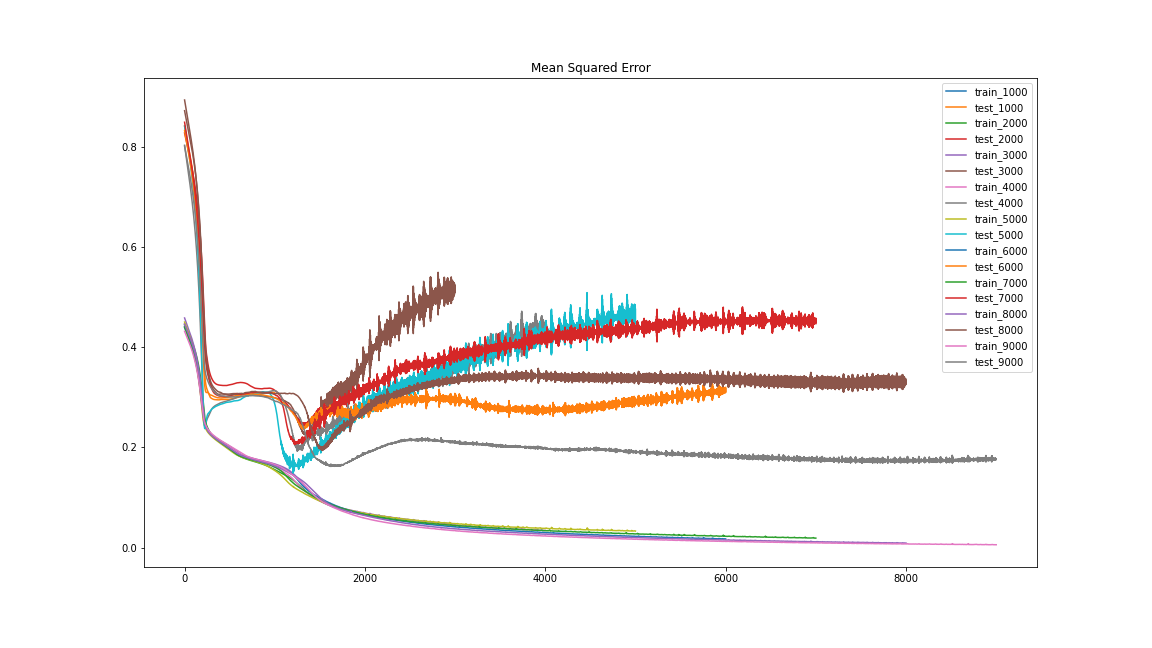 Mean Squared Error
train_1000
test_1000
train_2000
test_2000
train_3000
test_3000
train_4000
test_4000
train_5000
test_5000
train_6000
test_6000
train_7000
test_7000
train_8000
test_8000
train_9000
test_9000
0.8
0.6
0.4
0.2
0.0
0
2000
4000
6000
8000